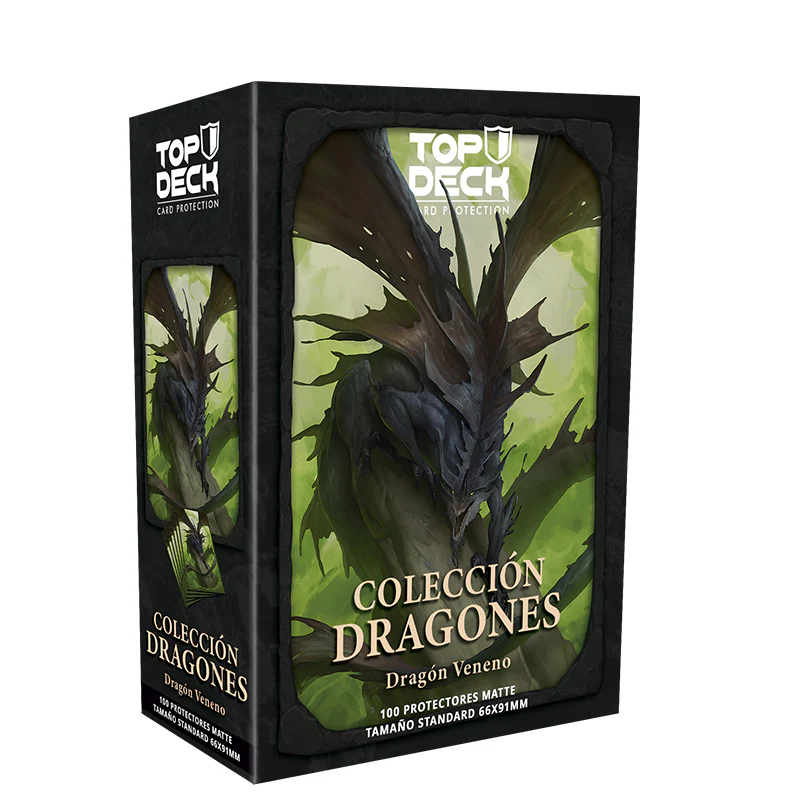 TOP
DECK
CARD PROTECTION
COLECCIÓN
DRAGONES
Dragón Veneno
100 PROTECTORES MATTE
TAMAÑO STANDARD 66X91MM
TOP
DECK
CARD PROTECTION
COLECCIÓN
DRAGONES
Dragón Veneno
100 PROTECTORES MATTE
TAMAÑO STANDARD 66X91MM